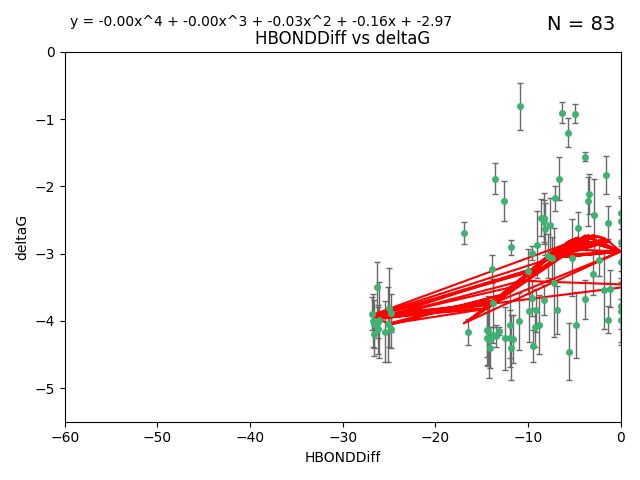 y = -0.00x^4 + -0.00x^3 + -0.03x^2 + -0.16x + -2.97
N = 83
HBONDDiff vs deltaG
0
−1
−2
−3
−4
−5
deltaG
−60 −50 −40 −30 −20 −10 0
HBONDDiff